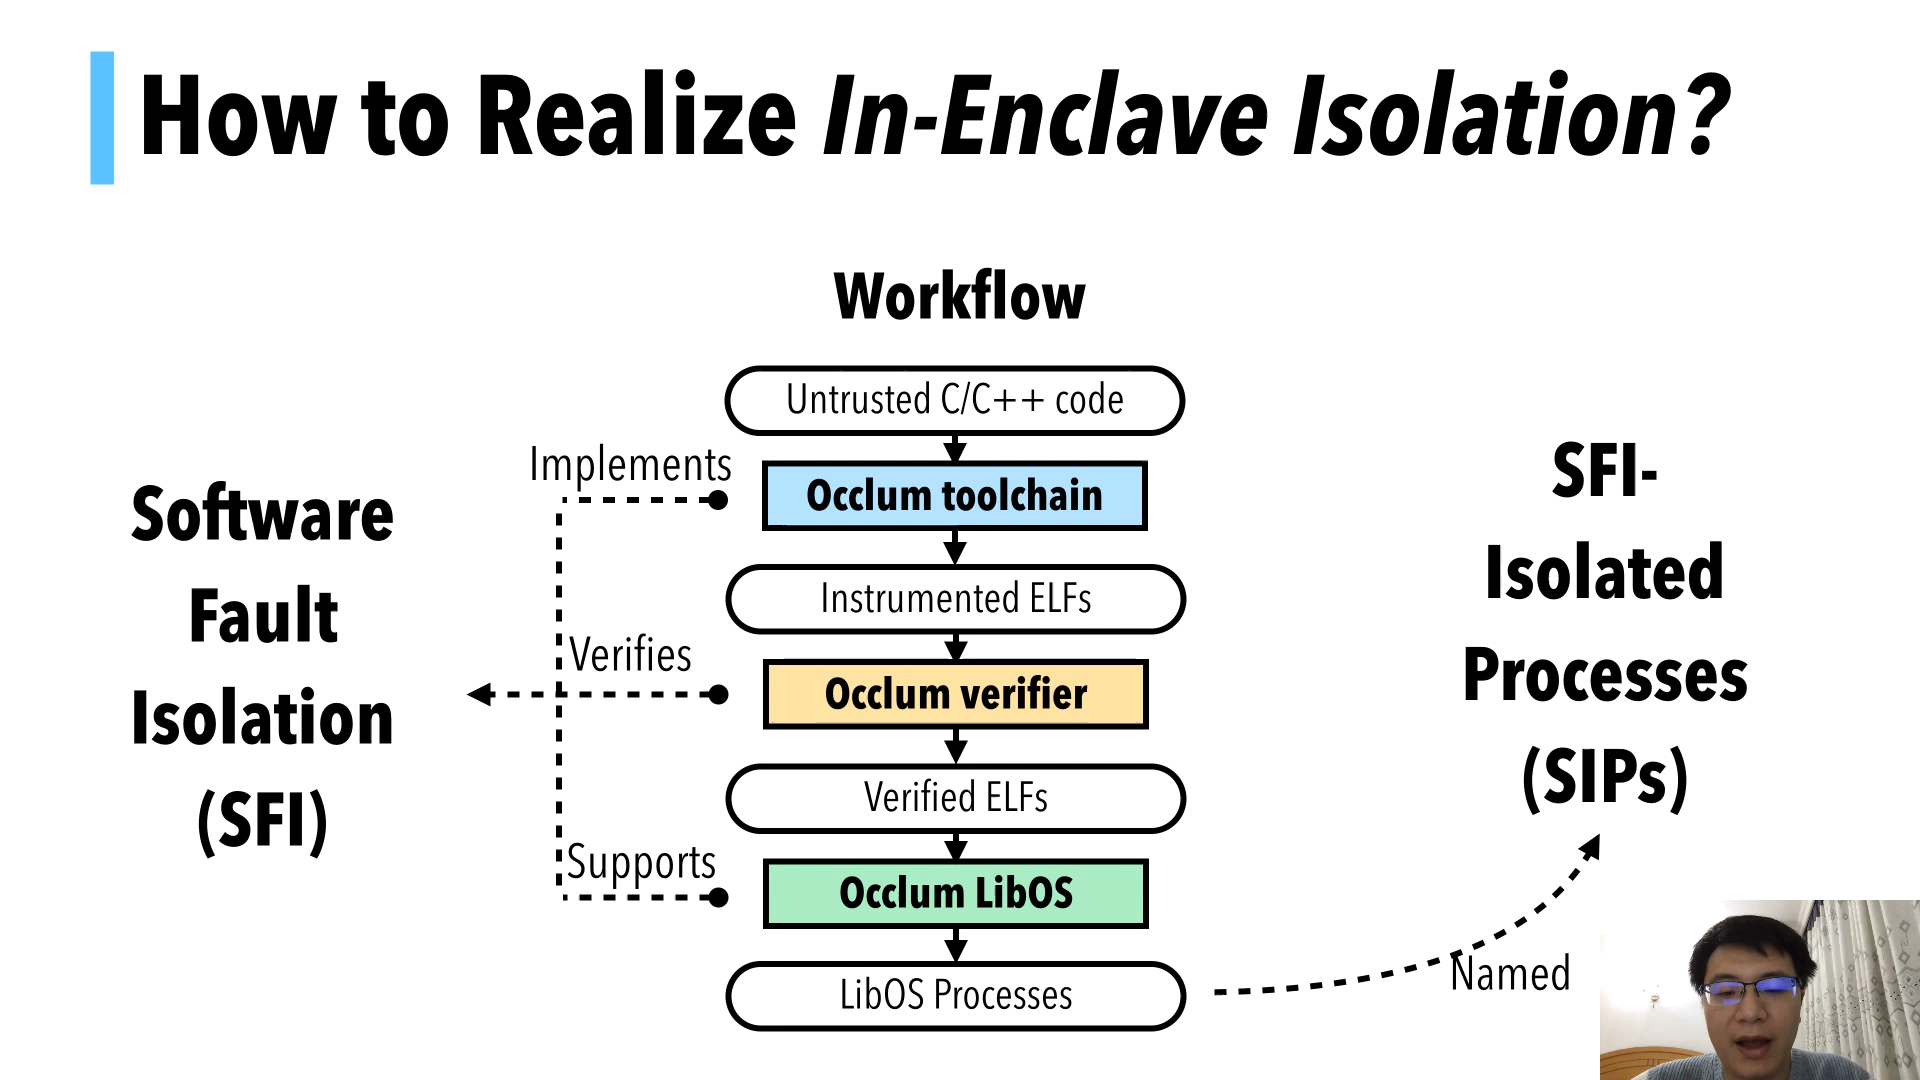 How to Realize In-Enclave Isolation?
Workflow
Untrusted C/C++ code
Implements
Occlum toolchain
Instrumented ELFs
Verifies
Occlum verifier
Verified ELFs
Supports
Occlum LibOS
LibOS Processes
Software
Fault
Isolation
(SFI)
SFI-
Isolated
Processes
(SIPs)
Named